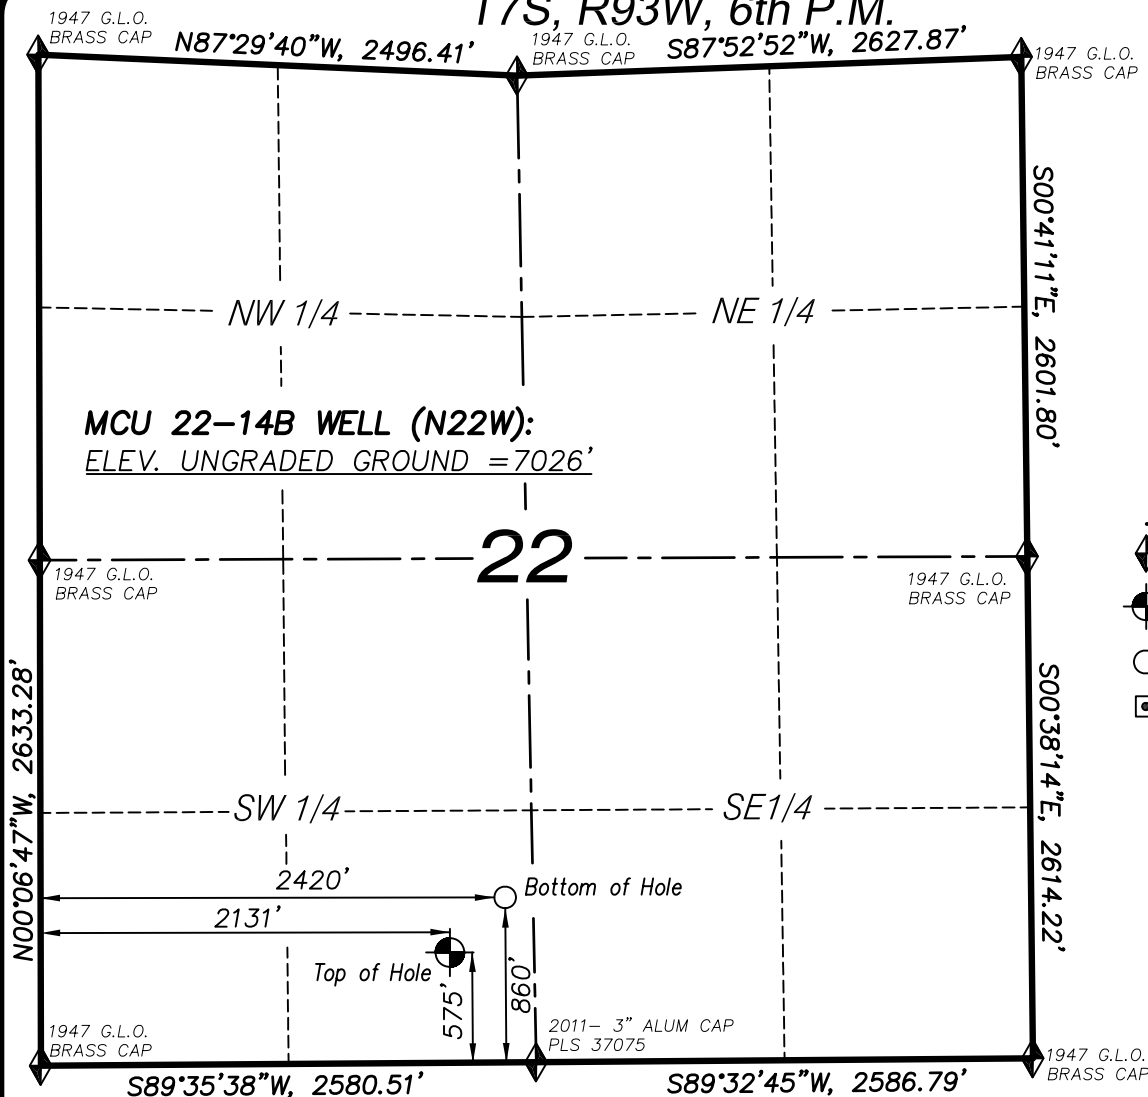 T7S, R93W, 6th P.M.
1947 G.L.O.
BRASS CAP
N87°29'40"W, 2496.41'
1947 G.L.O.
BRASS CAP
S87°52'52"W, 2627.87'
1947 G.L.O.
BRASS CAP
S00°41'11"E, 2601.80'
NW 1/4
NE 1/4
MCU 22-14B WELL (N22W):
ELEV. UNGRADED GROUND =7026'
22
1947 G.L.O.
BRASS CAP
1947 G.L.O.
BRASS CAP
N00°06'47"W, 2633.28'
S00°38'14"E, 2614.22'
SW 1/4
SE1/4
2420'
Bottom of Hole
2131'
Top of Hole
575'
860'
1947 G.L.O.
BRASS CAP
2011- 3" ALUM CAP
PLS 37075
1947 G.L.O.
BRASS CAP
S89°35'38"W, 2580.51'
S89°32'45"W, 2586.79'